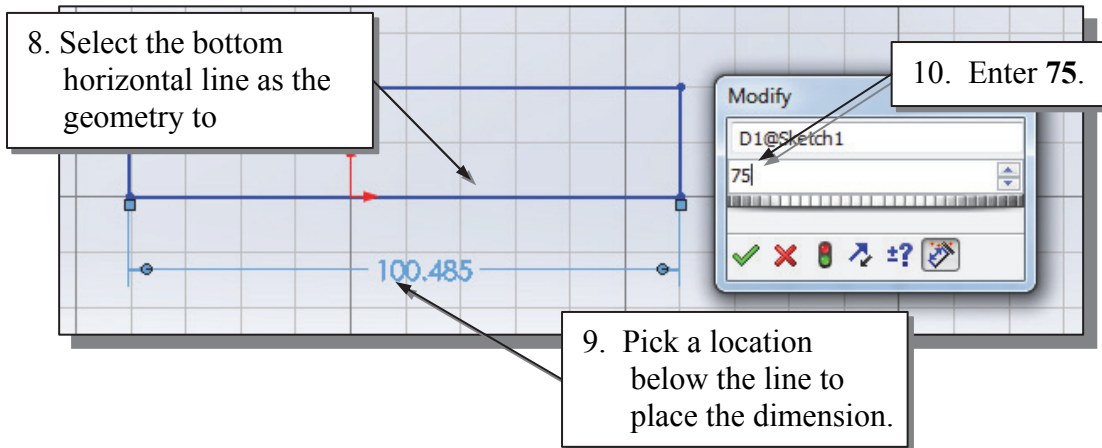 8. Select the bottom
horizontal line as the
geometry to
10. Enter 75.
Modify
D1@Sketch1
75
±?
100.485
9. Pick a location
below the line to
place the dimension.